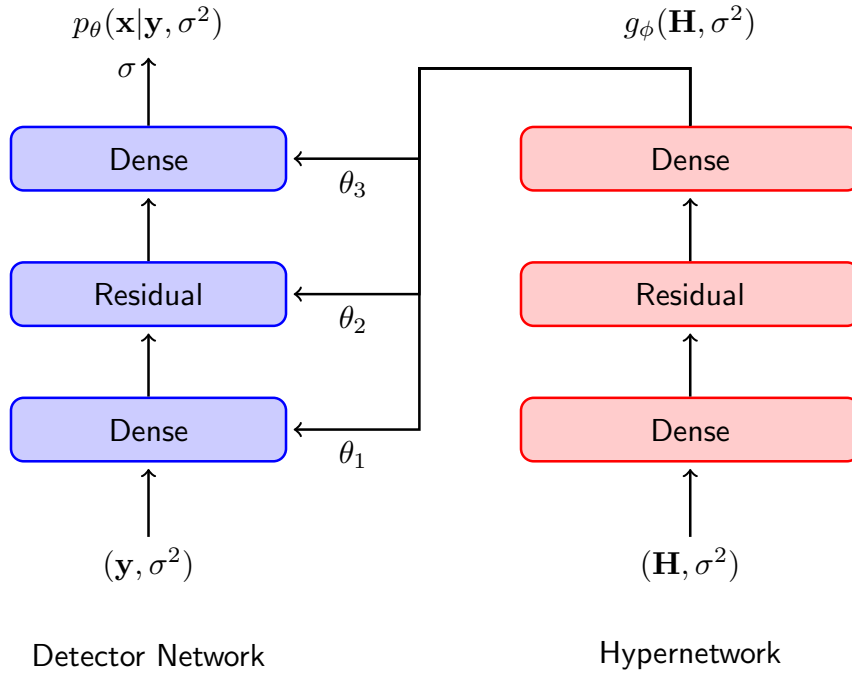 p_θ(x|y, σ²)
g_ϕ(H, σ²)
σ
Dense
Dense
θ₃
Residual
Residual
θ₂
Dense
Dense
θ₁
(y, σ²)
(H, σ²)
Detector Network
Hypernetwork